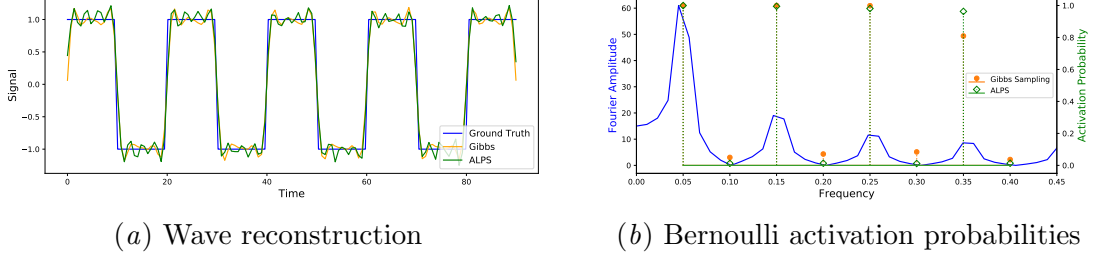 1.0
0.5
0.0
−0.5
−1.0
Signal
0
20
40
60
80
Time
Ground Truth
Gibbs
ALPS
60
50
40
30
20
10
0
Fourier Amplitude
0.00
0.05
0.10
0.15
0.20
0.25
0.30
0.35
0.40
0.45
Frequency
1.0
0.8
0.6
0.4
0.2
0.0
Activation Probability
Gibbs Sampling
ALPS
(a) Wave reconstruction
(b) Bernoulli activation probabilities